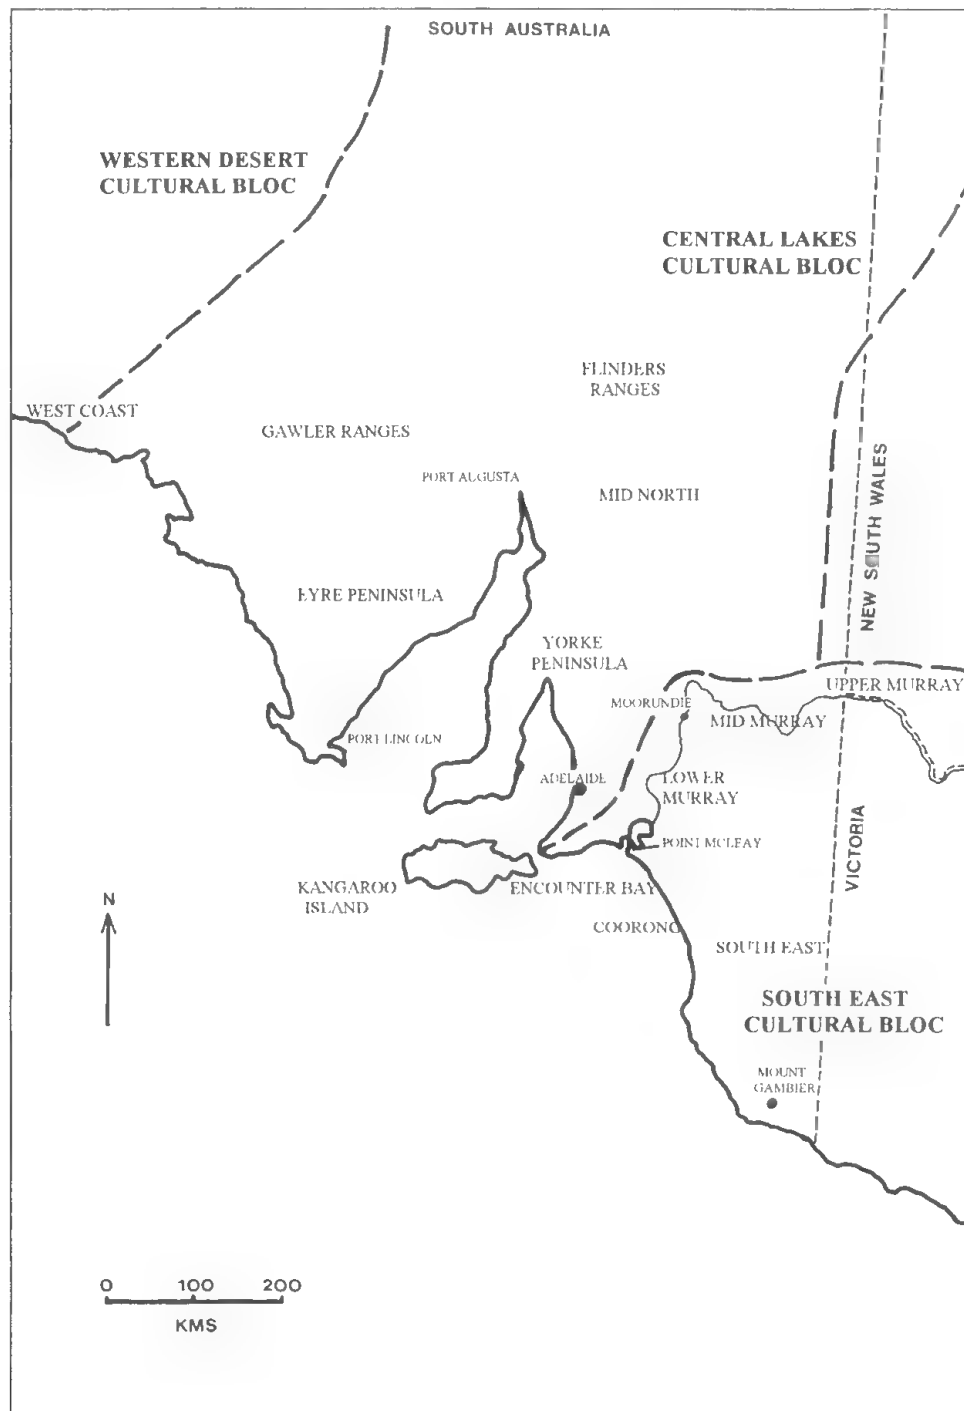 SOUTH AUSTRALIA
WESTERN DESERT
CULTURAL BLOC
CENTRAL LAKES
CULTURAL BLOC
FLINDERS
RANGES
WEST COAST
GAWLER RANGES
PORT AUGUSTA
MID NORTH
NEW SOUTH WALES
EYRE PENINSULA
YORKE
PENINSULA
UPPER MURRAY
MOORUNDIE
MID MURRAY
PORT LINCOLN
ADELAIDE
LOWER
MURRAY
VICTORIA
POINT MCLEAY
KANGAROO
ISLAND
ENCOUNTER BAY
N
COORONG
SOUTH EAST
SOUTH EAST
CULTURAL BLOC
MOUNT
GAMBIER
0 100 200
KMS